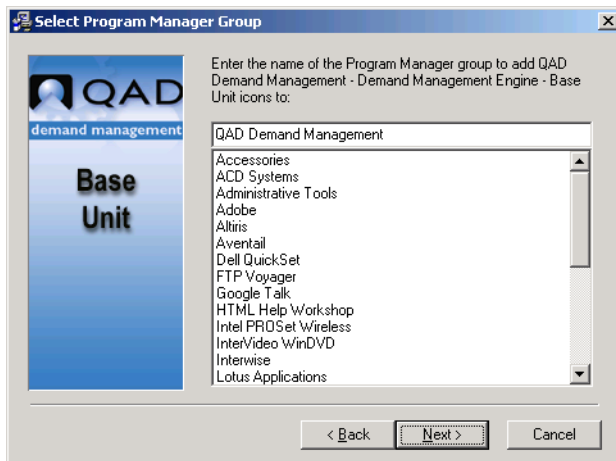 Select Program Manager Group
QAD
demand management
Base
Unit
Enter the name of the Program Manager group to add QAD
Demand Management - Demand Management Engine - Base
Unit icons to:
QAD Demand Management
Accessories
ACD Systems
Administrative Tools
Adobe
Altiris
Aventail
Dell QuickSet
FTP Voyager
Google Talk
HTML Help Workshop
Intel PROSet Wireless
InterVideo WinDVD
Interwise
Lotus Applications
< Back
Next >
Cancel